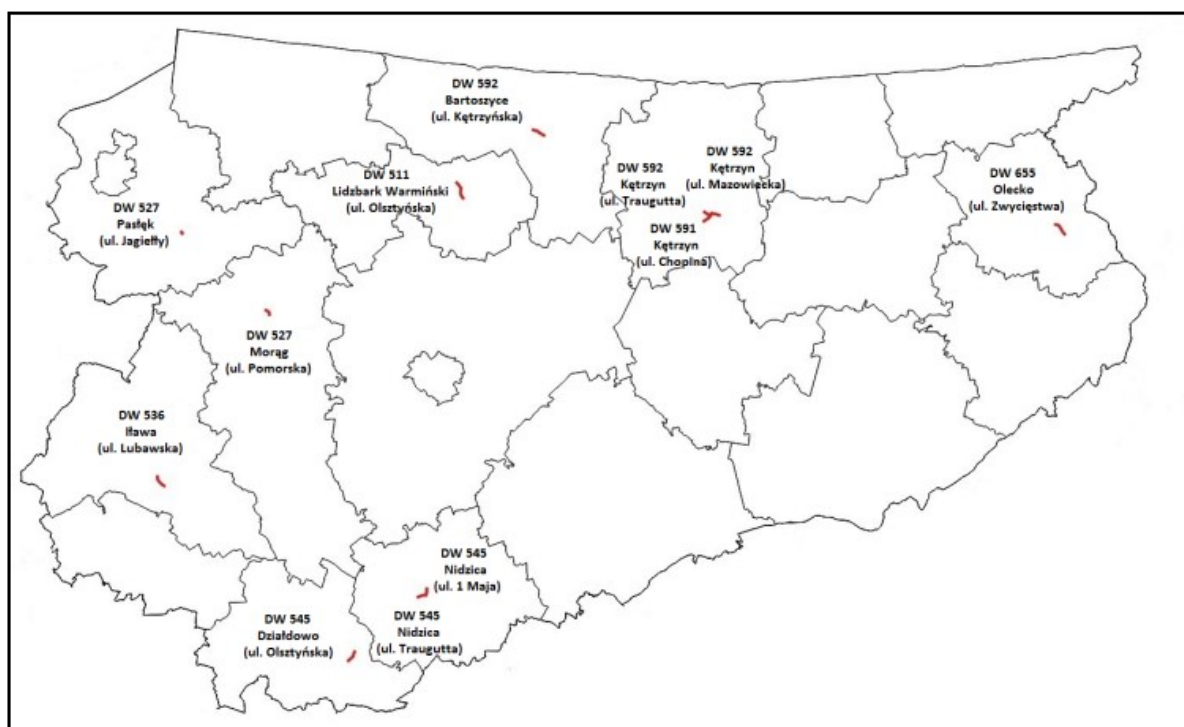 DW 592
Bartoszyce
(ul. Kętrzyńska)
DW 592
Kętrzyn
(ul. Mazowiecka)
DW 592
Kętrzyn
(ul. Traugutta)
DW 511
Lidzbark Warmiński
(ul. Olsztyńska)
DW 655
Olecko
(ul. Zwycięstwa)
DW 527
Pasłęk
(ul. Jagiełły)
DW 591
Kętrzyn
(ul. Chopina)
DW 527
Morąg
(ul. Pomorska)
DW 536
Iława
(ul. Lubawska)
DW 545
Nidzica
(ul. 1 Maja)
DW 545
Nidzica
(ul. Traugutta)
DW 545
Działdowo
(ul. Olsztyńska)